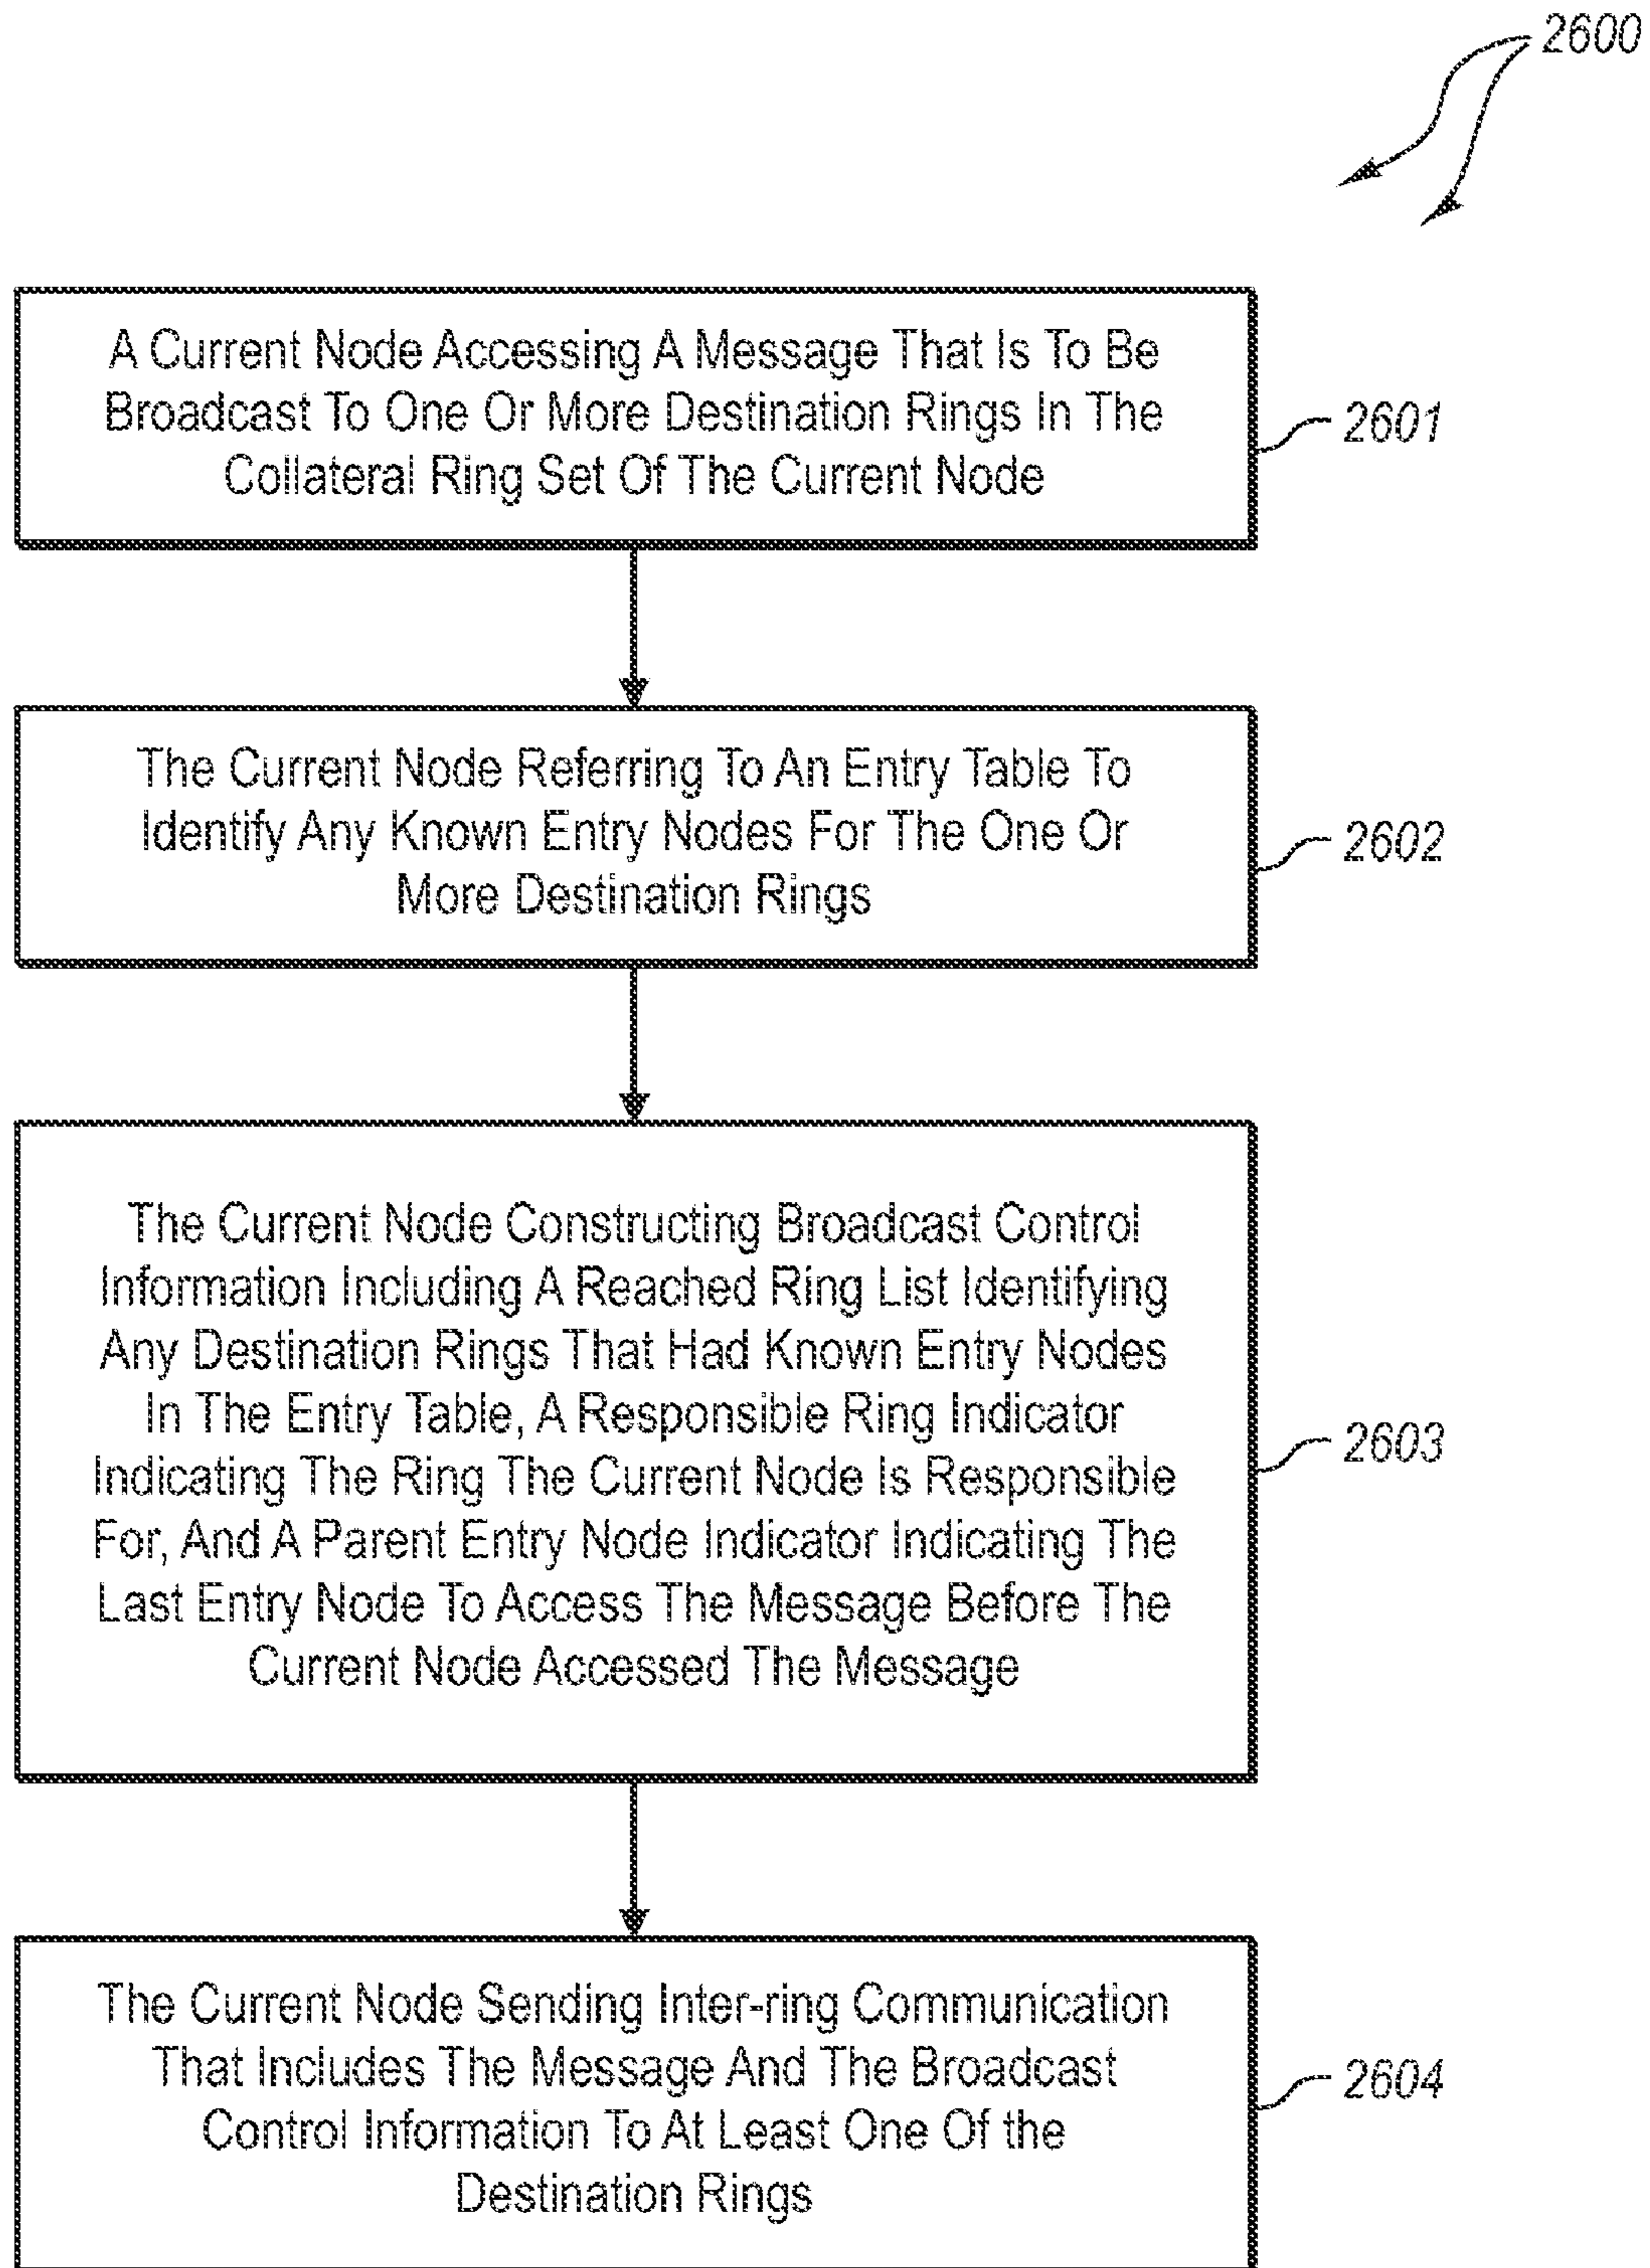 2600
A Current Node Accessing A Message That Is To Be
Broadcast To One Or More Destination Rings In The
Collateral Ring Set Of The Current Node
2601
The Current Node Referring To An Entry Table To
Identify Any Known Entry Nodes For The One Or
More Destination Rings
2602
The Current Node Constructing Broadcast Control
Information Including A Reached Ring List Identifying
Any Destination Rings That Had Known Entry Nodes
In The Entry Table, A Responsible Ring Indicator
Indicating The Ring The Current Node Is Responsible
For, And A Parent Entry Node Indicator Indicating The
Last Entry Node To Access The Message Before The
Current Node Accessed The Message
2603
The Current Node Sending Inter-ring Communication
That Includes The Message And The Broadcast
Control Information To At Least One Of the
Destination Rings
2604